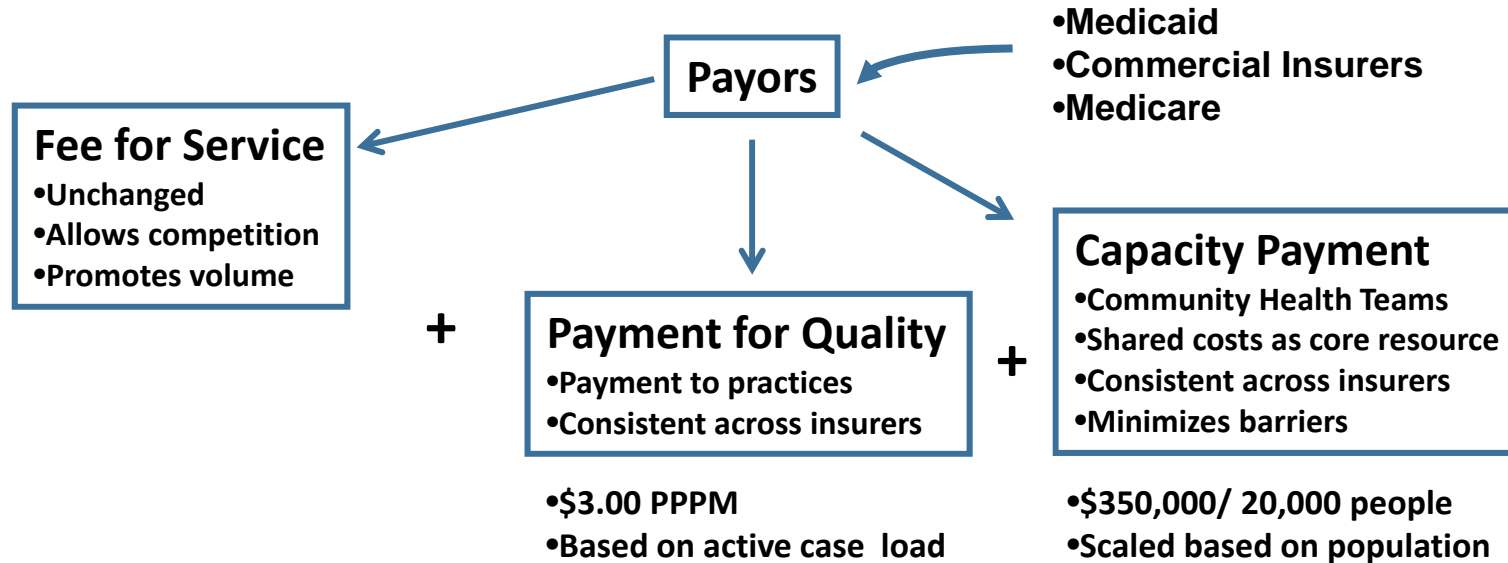 •Medicaid
•Commercial Insurers
•Medicare
Payors
Fee for Service
•Unchanged
•Allows competition
•Promotes volume
+
Payment for Quality
•Payment to practices
•Consistent across insurers
•$3.00 PPPM
•Based on active case  load
+
Capacity Payment
•Community Health Teams
•Shared costs as core resource
•Consistent across insurers
•Minimizes barriers
•$350,000/ 20,000 people
•Scaled based on population